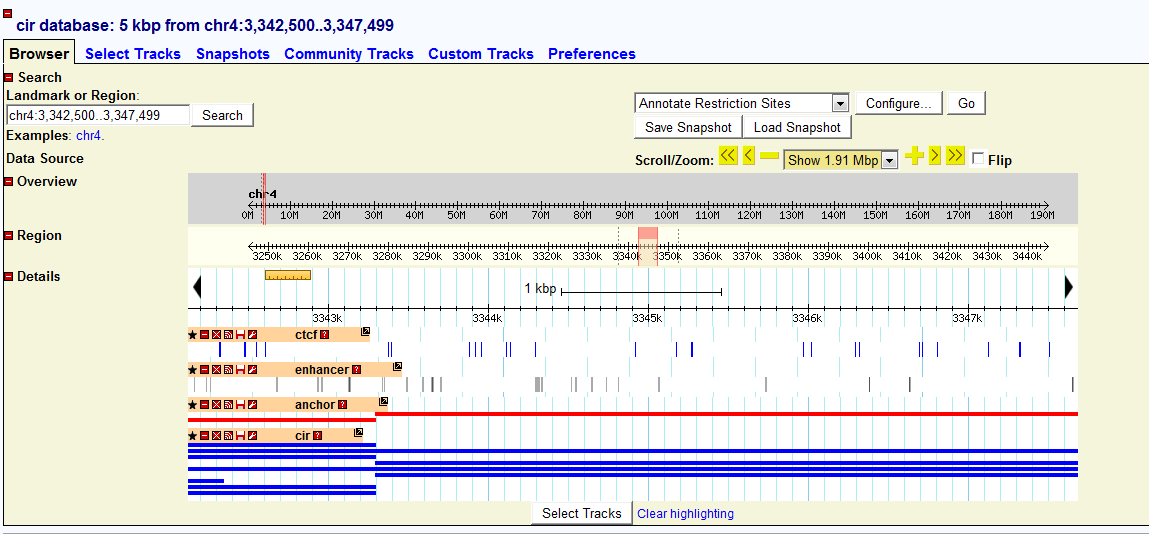 cir database: 5 kbp from chr4:3,342,500..3,347,499
Browser Select Tracks Snapshots Community Tracks Custom Tracks Preferences
Search
Landmark or Region:
chr4:3,342,500..3,347,499 Search
Annotate Restriction Sites Configure... Go
Save Snapshot Load Snapshot
Examples: chr4.
Data Source
Scroll/Zoom: << < Show 1.91 Mbp > >> Flip
Overview
chr4
0M 10M 20M 30M 40M 50M 60M 70M 80M 90M 100M 110M 120M 130M 140M 150M 160M 170M 180M 190M
Region
3250k 3260k 3270k 3280k 3290k 3300k 3310k 3320k 3330k 3340k 3350k 3360k 3370k 3380k 3390k 3400k 3410k 3420k 3430k 3440k
Details
1 kbp
3343k 3344k 3345k 3346k 3347k
ctcf ?
enhancer ?
anchor ?
cir ?
Select Tracks Clear highlighting